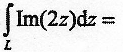 ∫_L Im(2z)dz =